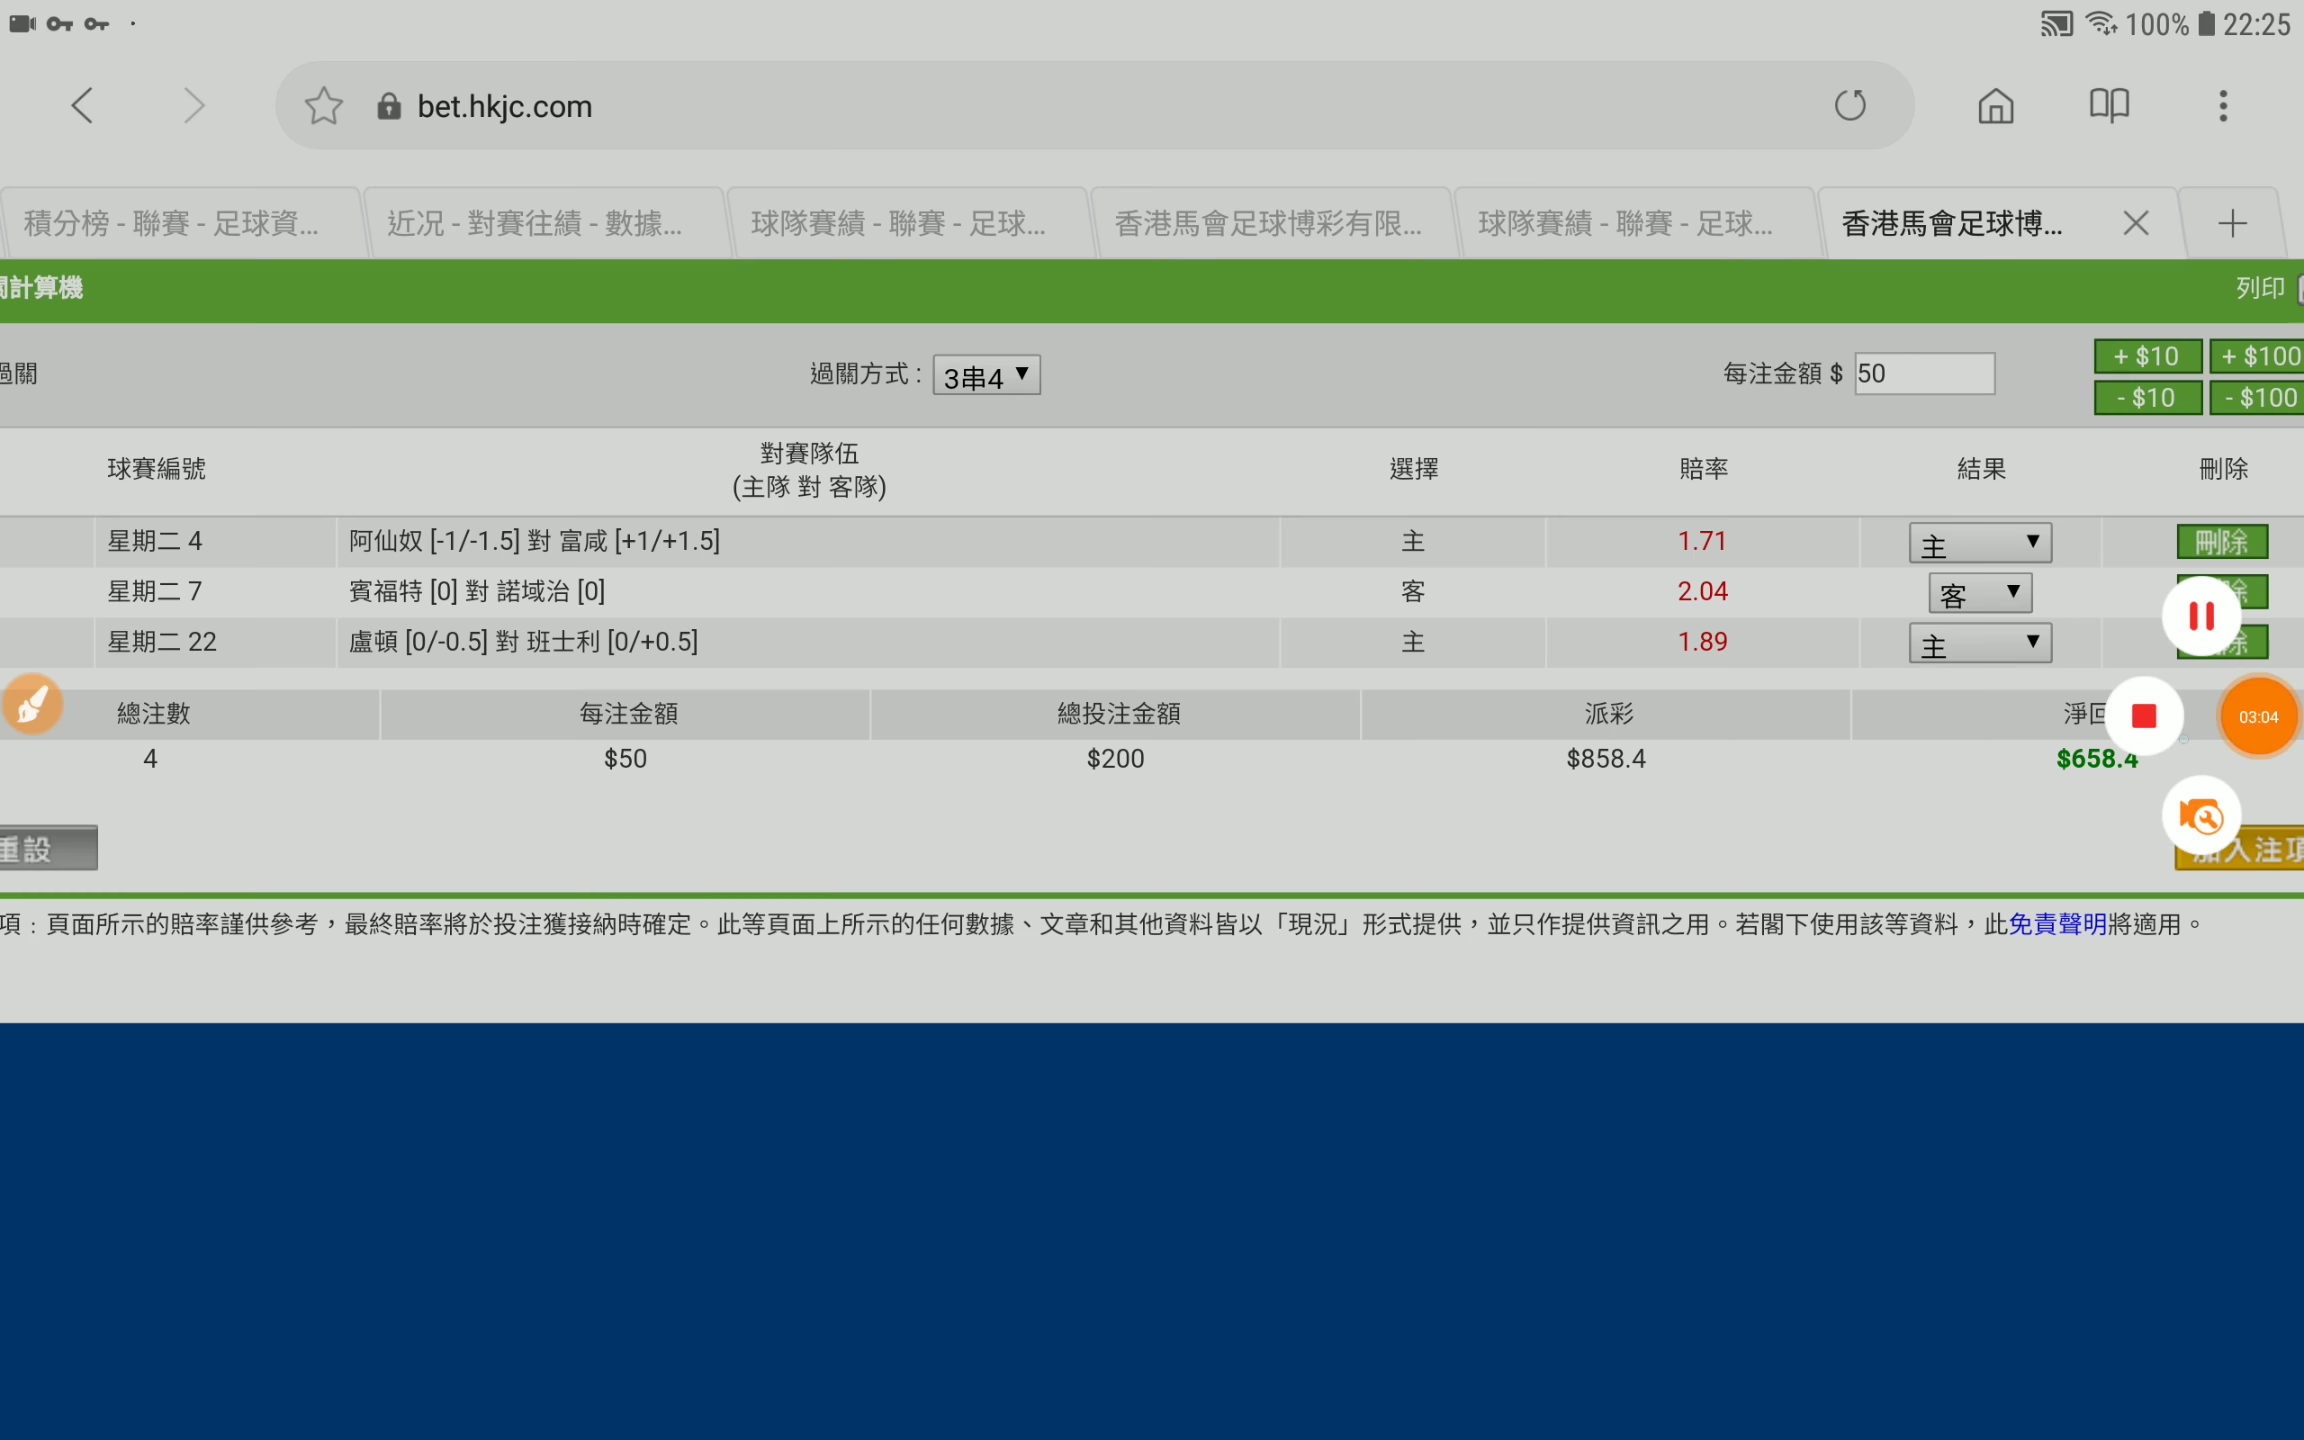 100% 22:25
bet.hkjc.com
積分榜 - 聯賽 - 足球資...
近况 - 對賽往績 - 數據...
球隊賽績 - 聯賽 - 足球...
香港馬會足球博彩有限...
球隊賽績 - 聯賽 - 足球...
香港馬會足球博...
計算機
列印
過關
過關方式 : 3串4
每注金額 $ 50
+ $10 + $100
- $10 - $100
球賽編號 對賽隊伍 選擇 賠率 結果 刪除
(主隊 對 客隊)
星期二 4 阿仙奴 [-1/-1.5] 對 富咸 [+1/+1.5] 主 1.71 主 刪除
星期二 7 賓福特 [0] 對 諾域治 [0] 客 2.04 客 除
星期二 22 盧頓 [0/-0.5] 對 班士利 [0/+0.5] 主 1.89 主 除
總注數 每注金額 總投注金額 派彩 淨回
03:04
4 $50 $200 $858.4 $658.4
重設
加入注項
項 : 頁面所示的賠率謹供參考，最終賠率將於投注獲接納時確定。此等頁面上所示的任何數據、文章和其他資料皆以「現況」形式提供，並只作提供資訊之用。若閣下使用該等資料，此免責聲明將適用。